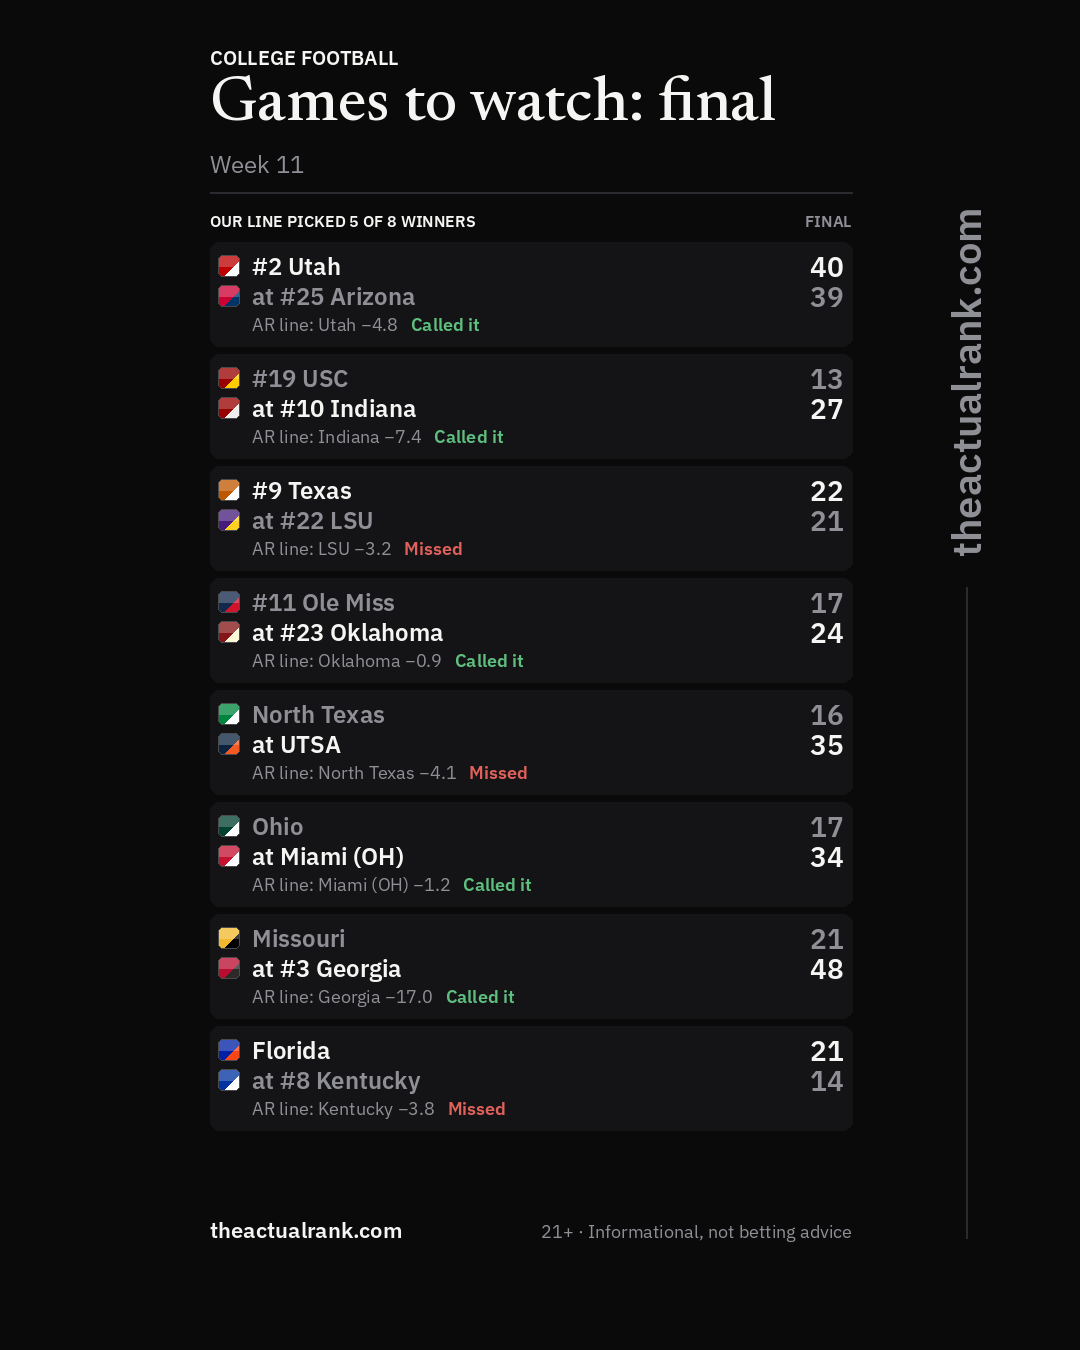 COLLEGE FOOTBALL
Games to watch: final
Week 11
OUR LINE PICKED 5 OF 8 WINNERS FINAL
#2 Utah 40
at #25 Arizona 39
AR line: Utah −4.8 Called it
#19 USC 13
at #10 Indiana 27
AR line: Indiana −7.4 Called it
#9 Texas 22
at #22 LSU 21
AR line: LSU −3.2 Missed
#11 Ole Miss 17
at #23 Oklahoma 24
AR line: Oklahoma −0.9 Called it
North Texas 16
at UTSA 35
AR line: North Texas −4.1 Missed
Ohio 17
at Miami (OH) 34
AR line: Miami (OH) −1.2 Called it
Missouri 21
at #3 Georgia 48
AR line: Georgia −17.0 Called it
Florida 21
at #8 Kentucky 14
AR line: Kentucky −3.8 Missed
theactualrank.com 21+ · Informational, not betting advice
theactualrank.com